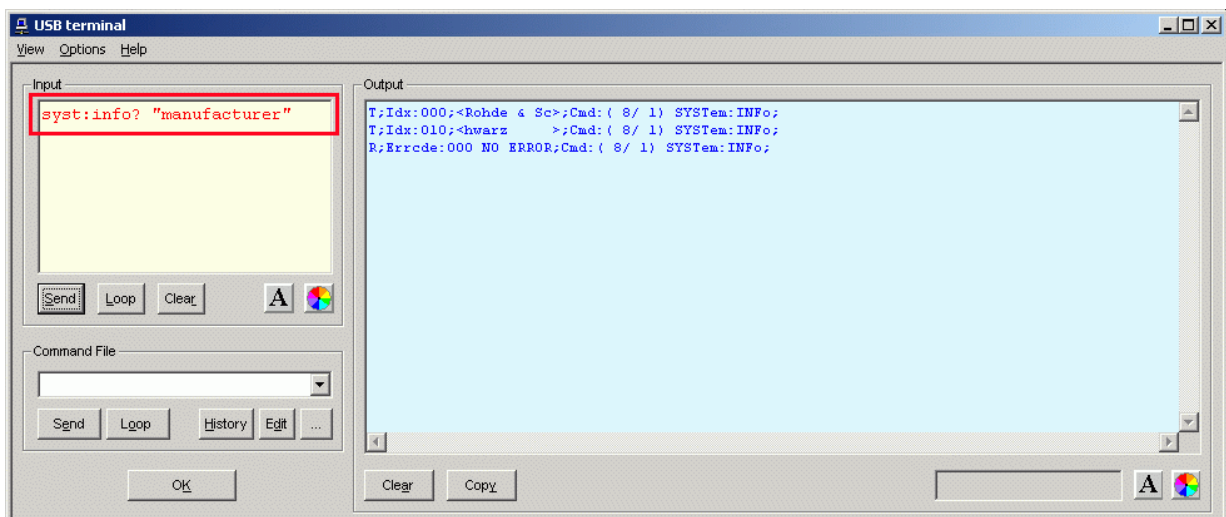 USB terminal
View Options Help
Input
syst:info? "manufacturer"
Send Loop Clear A
Command File
Send Loop History Edit ...
OK
Output
T;Idx:000;<Rohde & Sc>;Cmd:( 8/ 1) SYSTem:INFo;
T;Idx:010;<hwarz     >;Cmd:( 8/ 1) SYSTem:INFo;
R;Errcde:000 NO ERROR;Cmd:( 8/ 1) SYSTem:INFo;
Clear Copy A